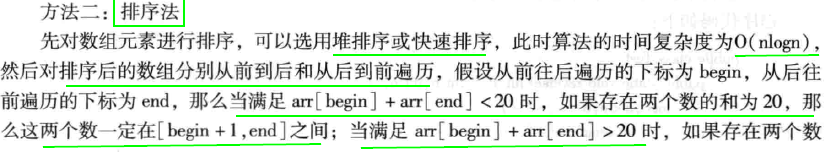 方法二：排序法
先对数组元素进行排序，可以选用堆排序或快速排序，此时算法的时间复杂度为O(nlogn)，
然后对排序后的数组分别从前到后和从后到前遍历，假设从前往后遍历的下标为 begin，从后往
前遍历的下标为 end，那么当满足 arr[begin] + arr[end] <20 时，如果存在两个数的和为 20，那
么这两个数一定在[begin +1,end]之间；当满足 arr[begin] + arr[end] >20 时，如果存在两个数